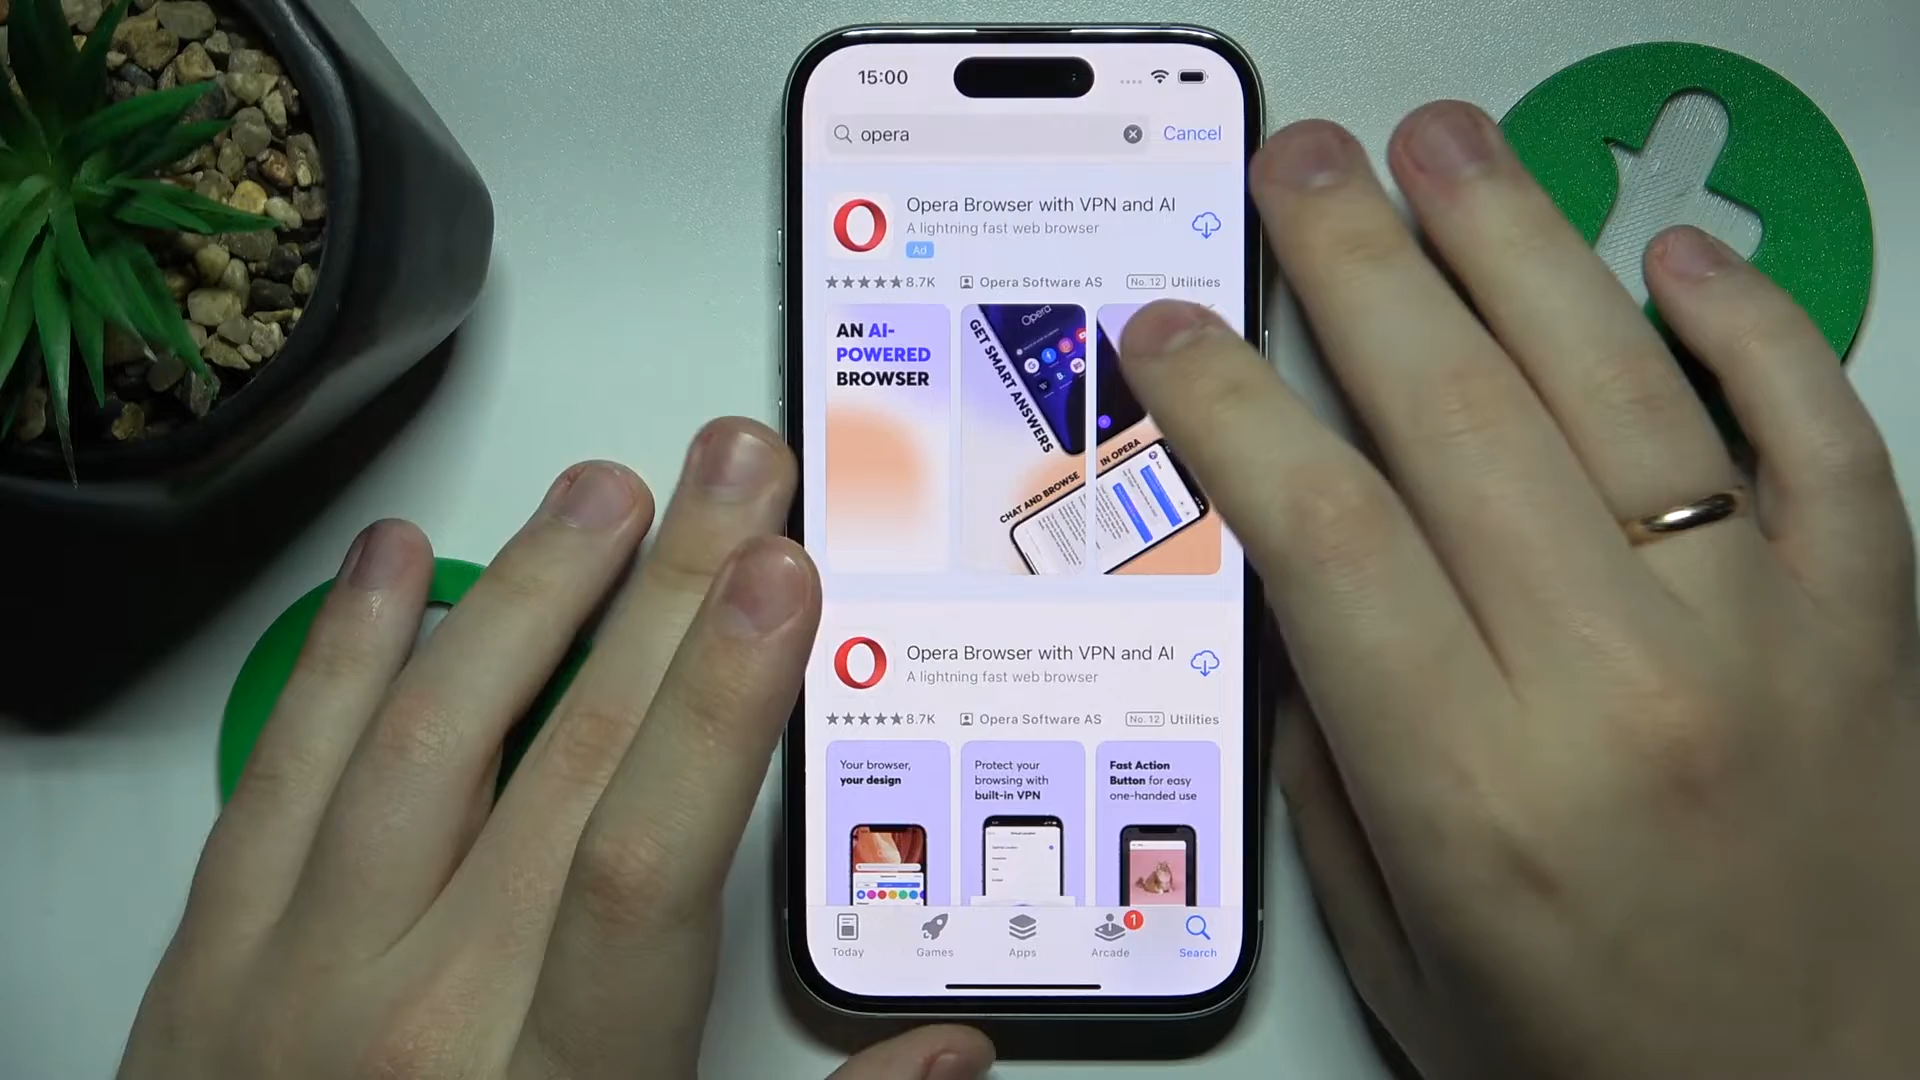 15:00
opera
Cancel
Opera Browser with VPN and AI
A lightning fast web browser
Ad
8.7K
Opera Software AS
No. 12
Utilities
AN AI-
POWERED
BROWSER
Opera
GET SMART ANSWERS
CHAT AND BROWSE
IN OPERA
Opera Browser with VPN and AI
A lightning fast web browser
8.7K
Opera Software AS
No. 12
Utilities
Your browser,
your design
Protect your
browsing with
built-in VPN
Fast Action
Button for easy
one-handed use
1
Today
Games
Apps
Arcade
Search